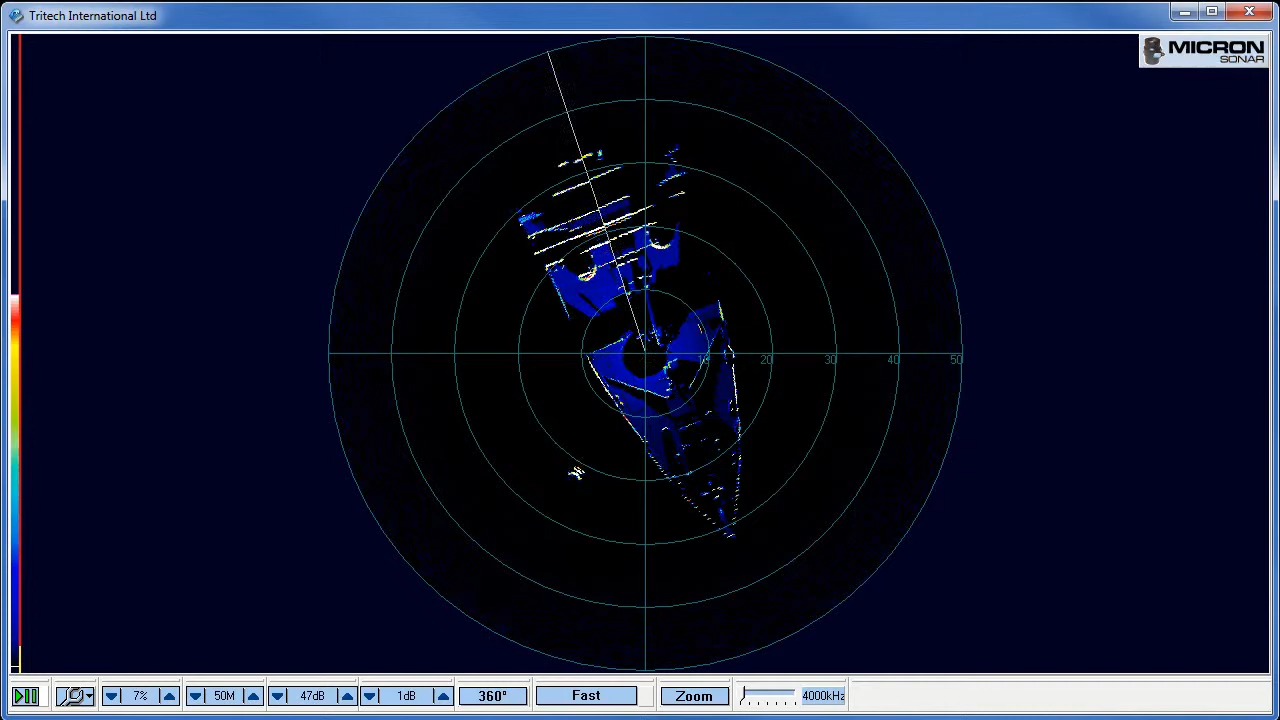 Tritech International Ltd
MICRON
SONAR
10 20 30 40 50
7% 50M 47dB 1dB 360° Fast Zoom 4000kHz